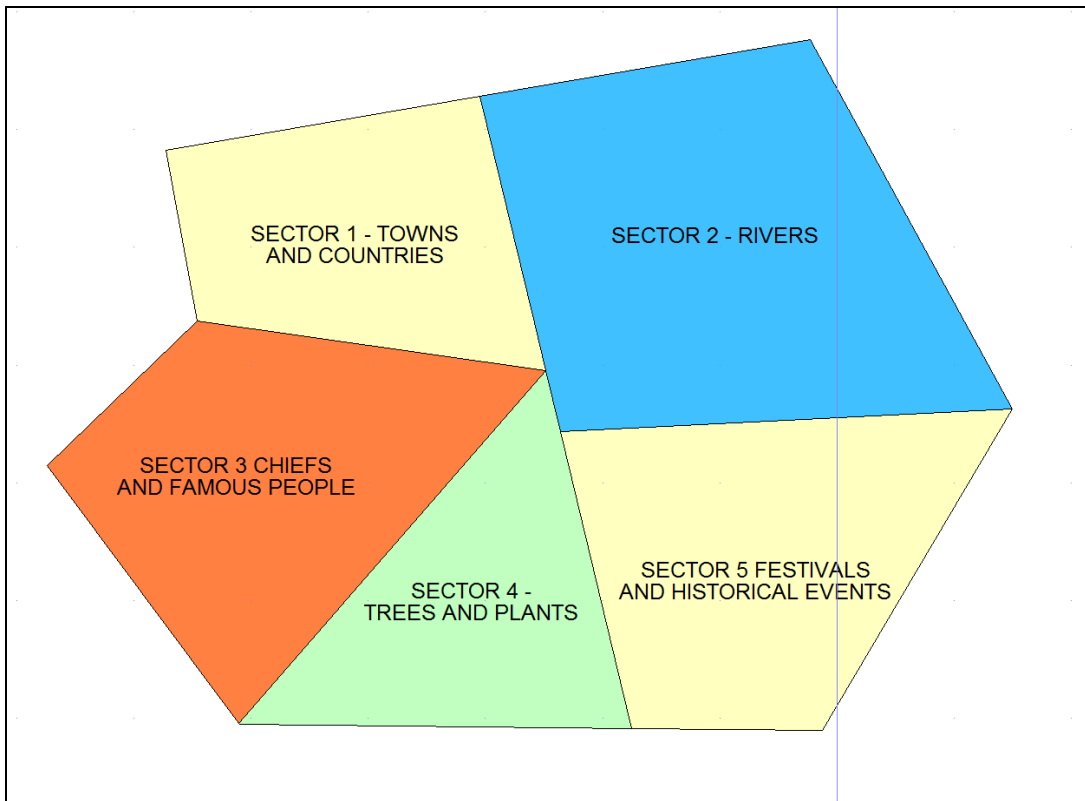 SECTOR 1 - TOWNS
AND COUNTRIES
SECTOR 2 - RIVERS
SECTOR 3 CHIEFS
AND FAMOUS PEOPLE
SECTOR 4 -
TREES AND PLANTS
SECTOR 5 FESTIVALS
AND HISTORICAL EVENTS